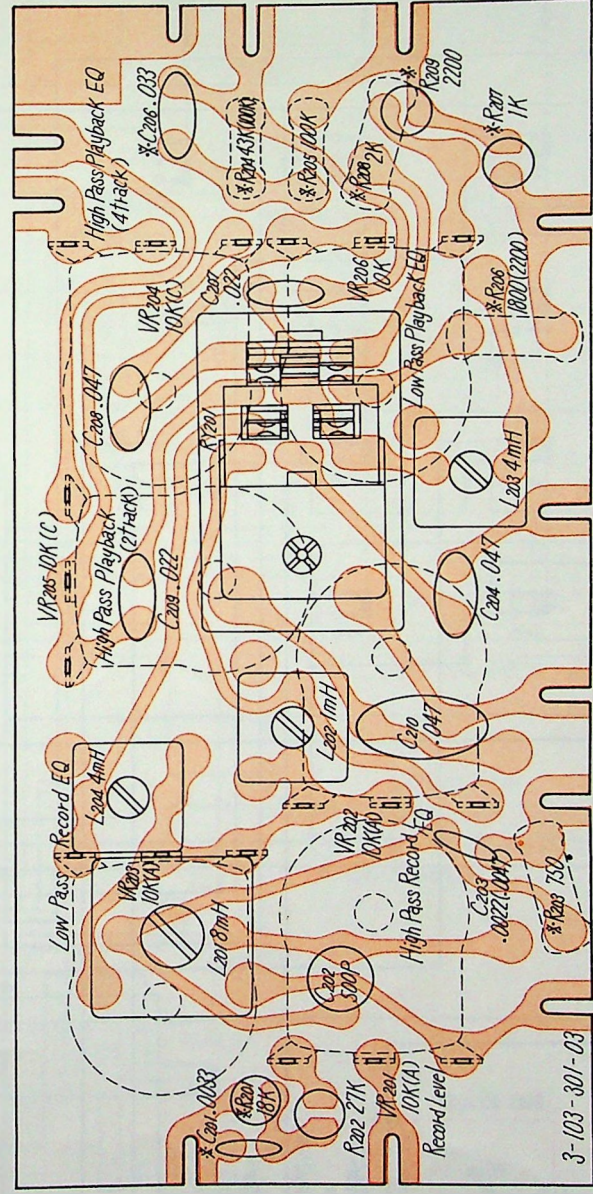 High Pass Playback EQ
(4track)
※C206 .033
※R204 43K(100K)
※R205 100K
※R208 2K
※R209
2200
※R207
1K
VR204
10K(C)
C207
.022
VR206
10K
Low Pass Playback EQ
※R206
1800(2200)
C208 .047
RY201
L203 4mH
VR205 10K(C)
High Pass Playback
(2track)
C209 .022
C204 .047
L202 1mH
C210
.047
Low Pass Record EQ
L204 4mH
VR203
10K(A)
L201 8mH
VR202
10K(A)
High Pass Record EQ
C203
.0022(.0047)
※R203 750
C202
500P
※C201 .0033
※R201
18K
R202 27K
VR201
10K(A)
Record Level
3-103-301-03